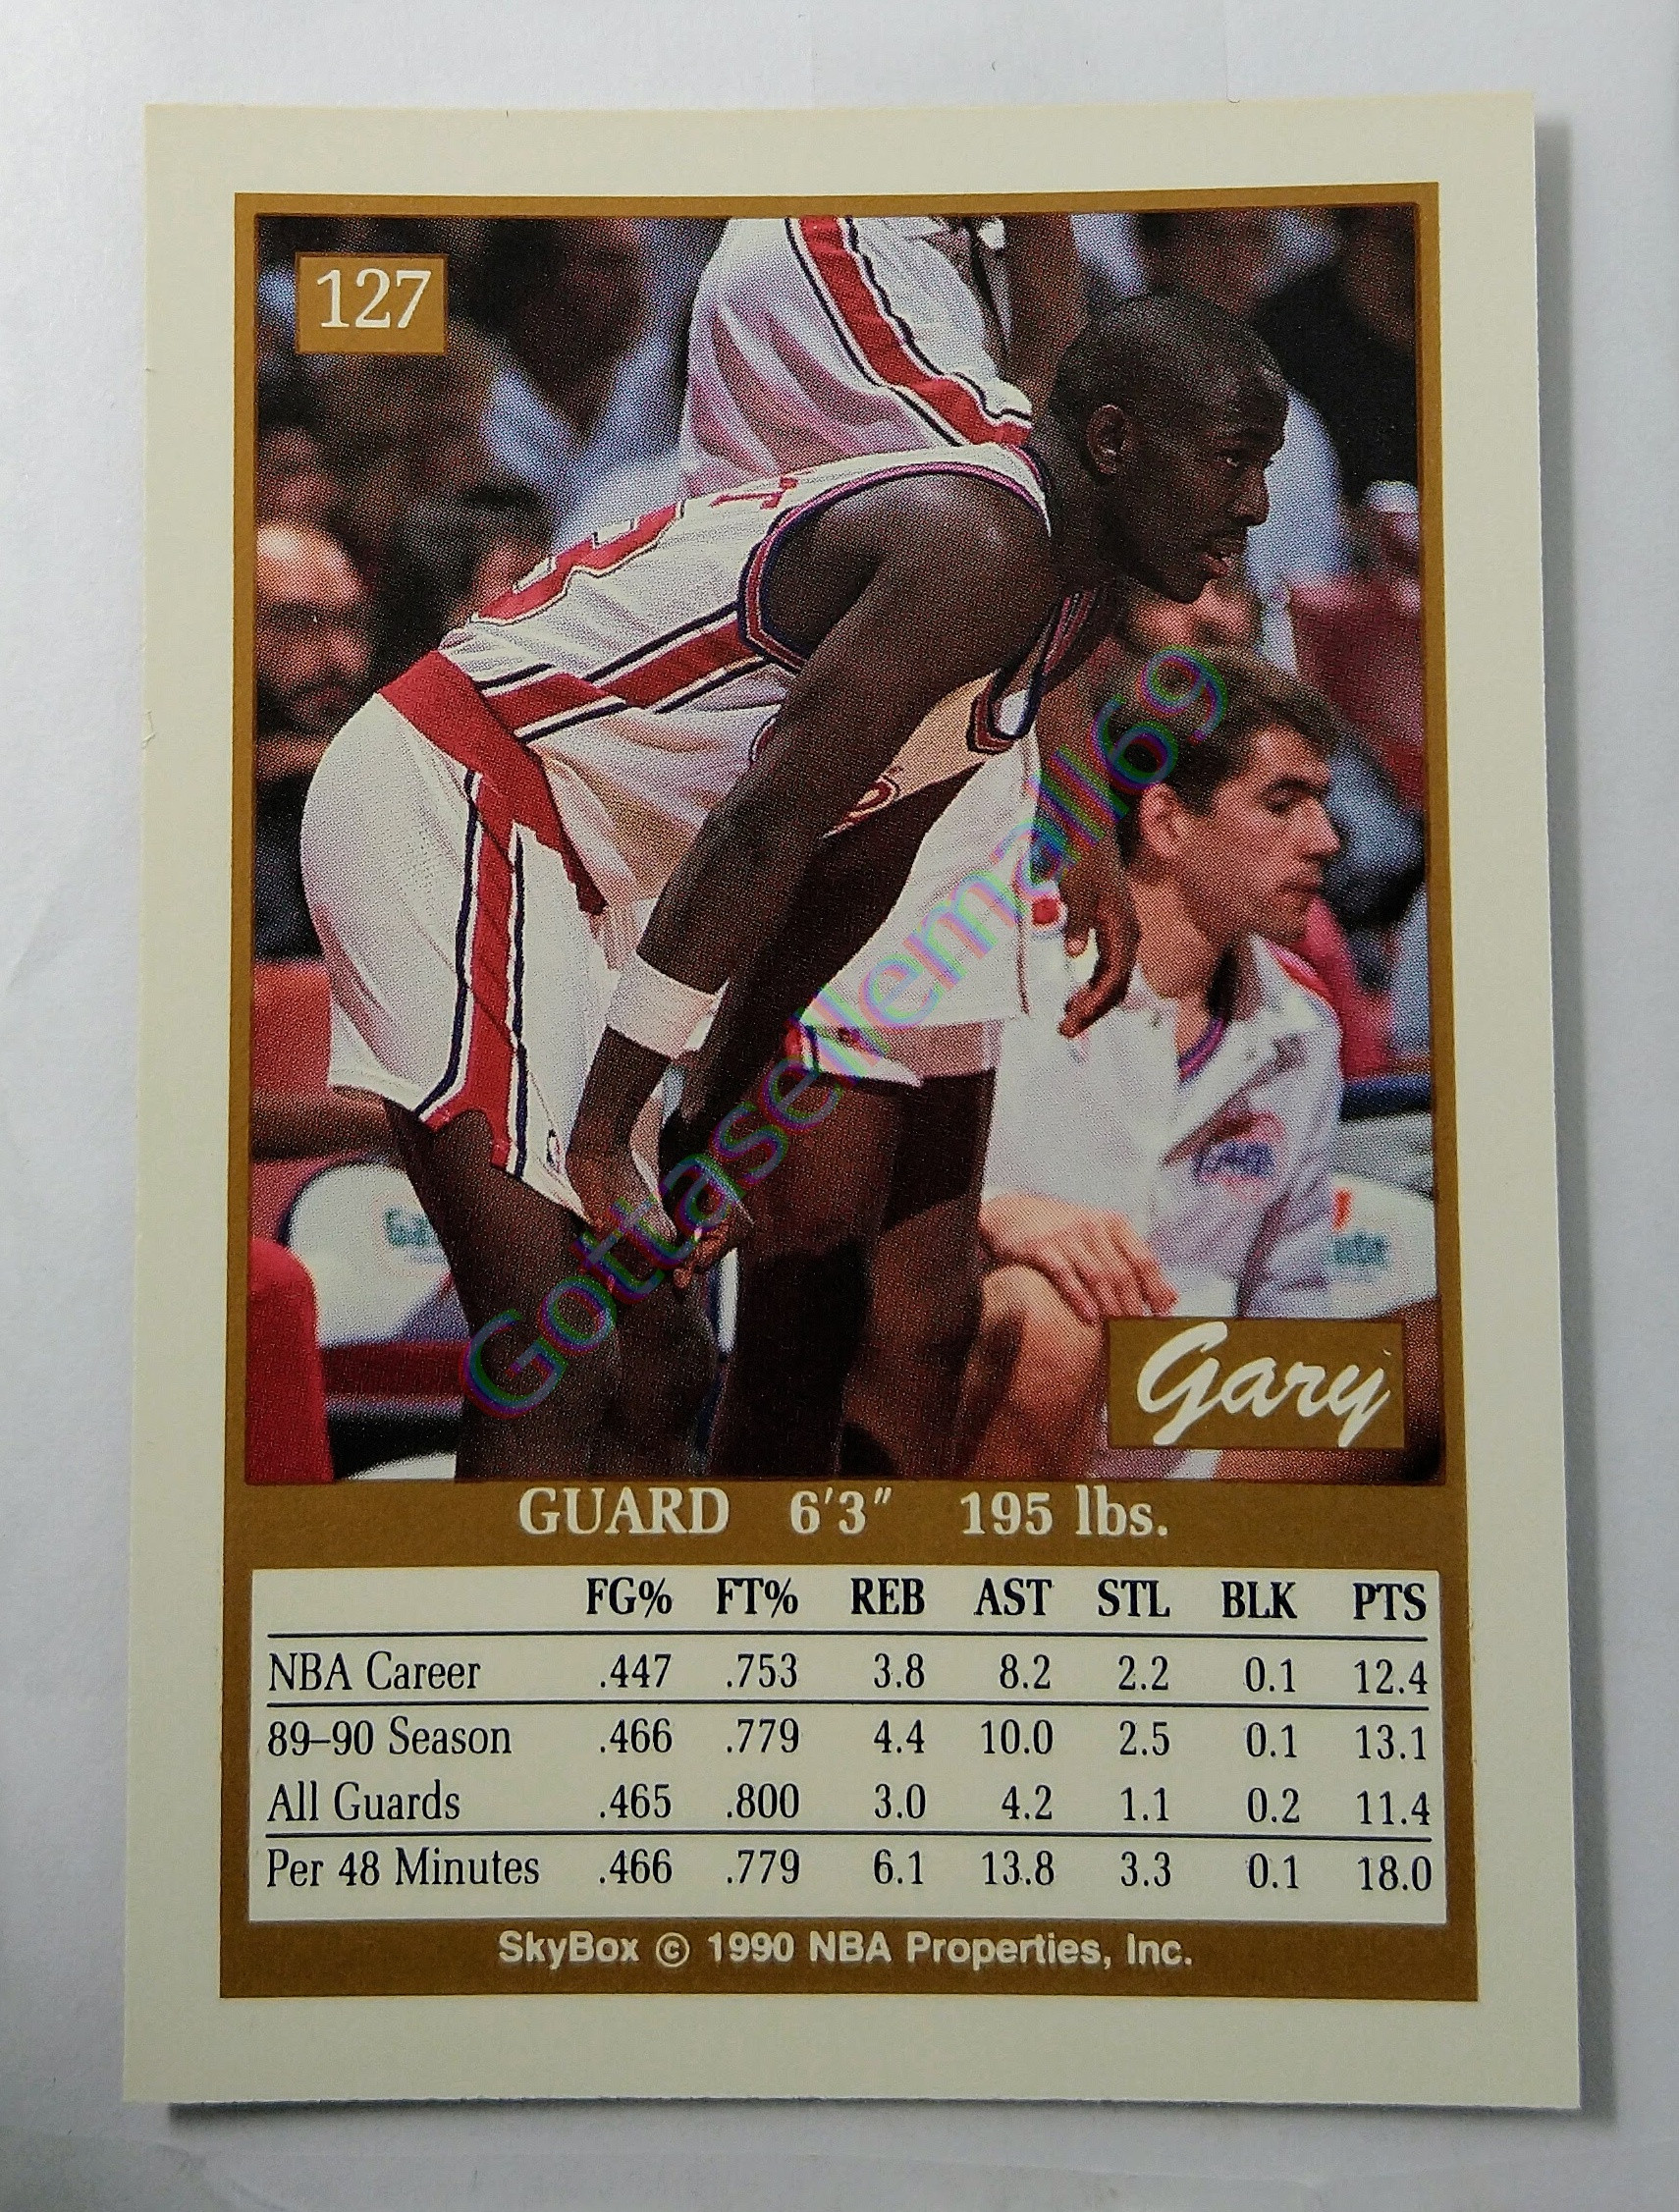 127
Gottasellemall69
Gary
GUARD 6'3" 195 lbs.
FG% FT% REB AST STL BLK PTS
NBA Career .447 .753 3.8 8.2 2.2 0.1 12.4
89–90 Season .466 .779 4.4 10.0 2.5 0.1 13.1
All Guards .465 .800 3.0 4.2 1.1 0.2 11.4
Per 48 Minutes .466 .779 6.1 13.8 3.3 0.1 18.0
SkyBox © 1990 NBA Properties, Inc.